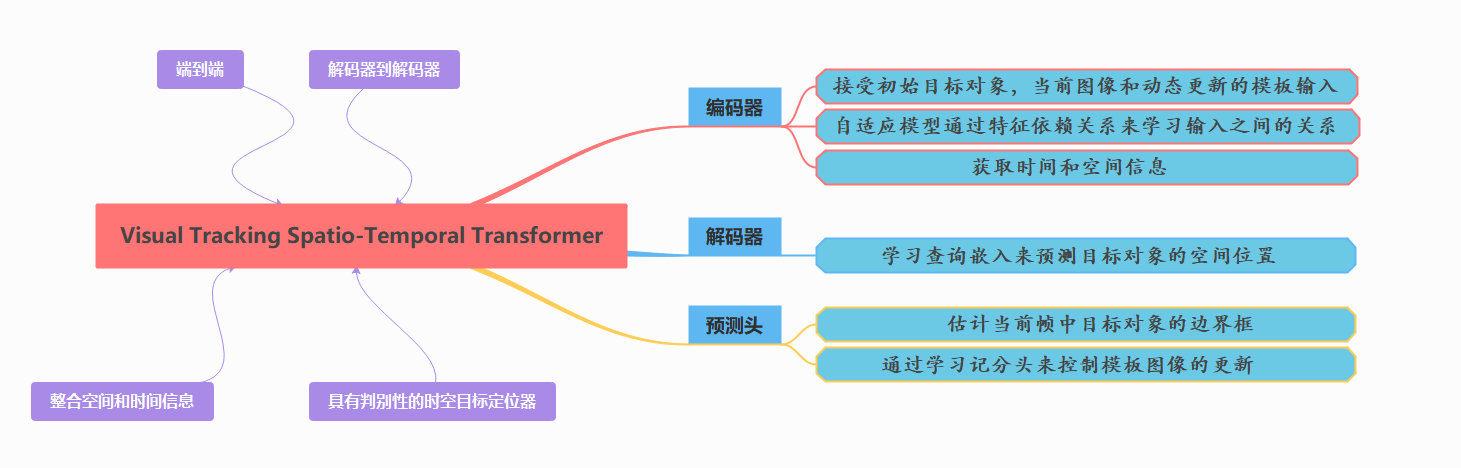 端到端
解码器到解码器
Visual Tracking Spatio-Temporal Transformer
整合空间和时间信息
具有判别性的时空目标定位器
编码器
接受初始目标对象，当前图像和动态更新的模板输入
自适应模型通过特征依赖关系来学习输入之间的关系
获取时间和空间信息
解码器
学习查询嵌入来预测目标对象的空间位置
预测头
估计当前帧中目标对象的边界框
通过学习记分头来控制模板图像的更新